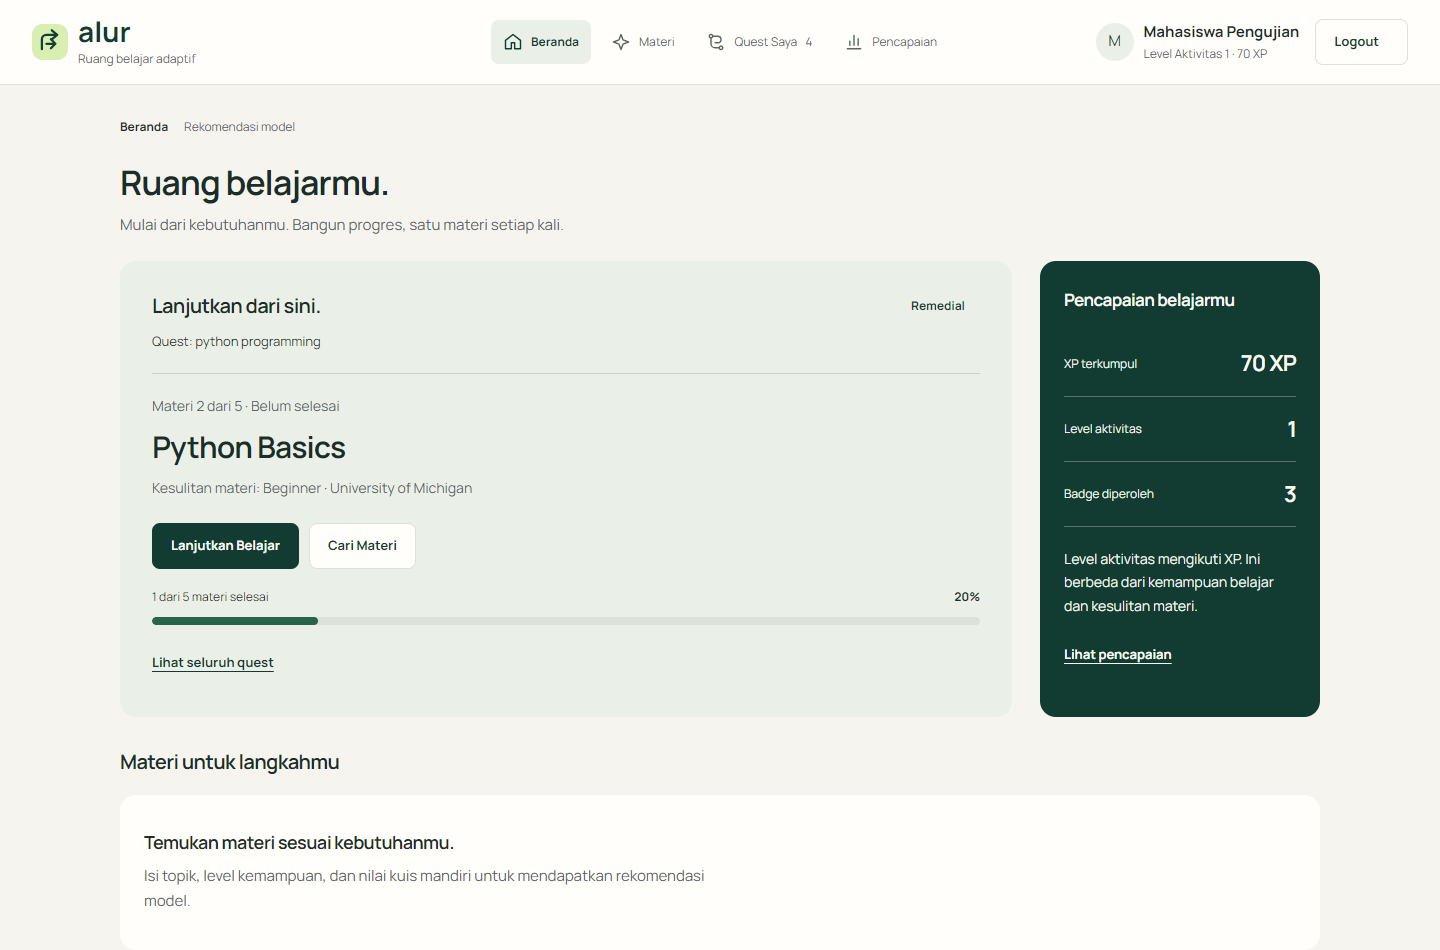 alur
Ruang belajar adaptif
Beranda
Materi
Quest Saya 4
Pencapaian
M
Mahasiswa Pengujian
Level Aktivitas 1 · 70 XP
Logout
Beranda
Rekomendasi model
Ruang belajarmu.
Mulai dari kebutuhanmu. Bangun progres, satu materi setiap kali.
Lanjutkan dari sini.
Remedial
Quest: python programming
Materi 2 dari 5 · Belum selesai
Python Basics
Kesulitan materi: Beginner · University of Michigan
Lanjutkan Belajar
Cari Materi
1 dari 5 materi selesai
20%
Lihat seluruh quest
Pencapaian belajarmu
XP terkumpul
70 XP
Level aktivitas
1
Badge diperoleh
3
Level aktivitas mengikuti XP. Ini
berbeda dari kemampuan belajar
dan kesulitan materi.
Lihat pencapaian
Materi untuk langkahmu
Temukan materi sesuai kebutuhanmu.
Isi topik, level kemampuan, dan nilai kuis mandiri untuk mendapatkan rekomendasi
model.